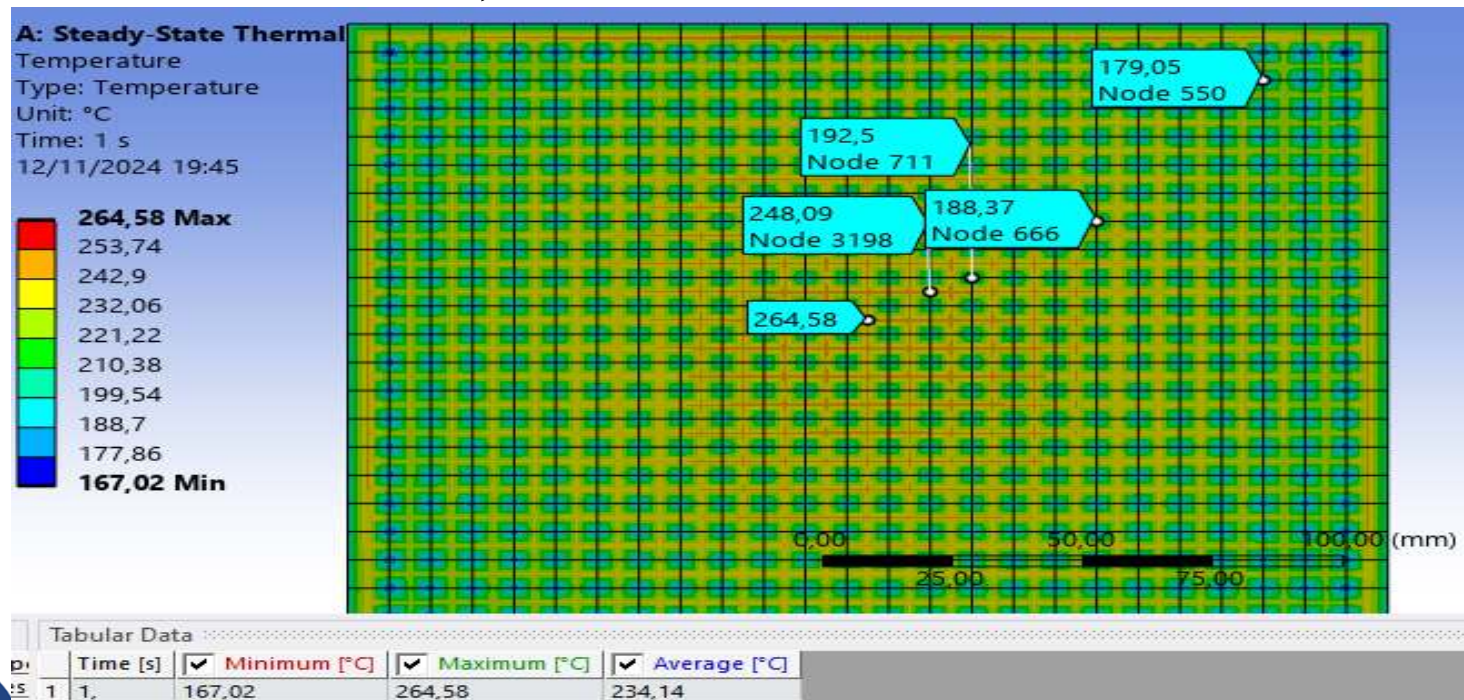 A: Steady-State Thermal
Temperature
Type: Temperature
Unit: °C
Time: 1 s
12/11/2024 19:45
264,58 Max
253,74
242,9
232,06
221,22
210,38
199,54
188,7
177,86
167,02 Min
179,05
Node 550
192,5
Node 711
248,09
Node 3198
188,37
Node 666
264,58
0,00 50,00 100,00 (mm)
25,00 75,00
Tabular Data
Time [s] Minimum [°C] Maximum [°C] Average [°C]
1 1, 167,02 264,58 234,14